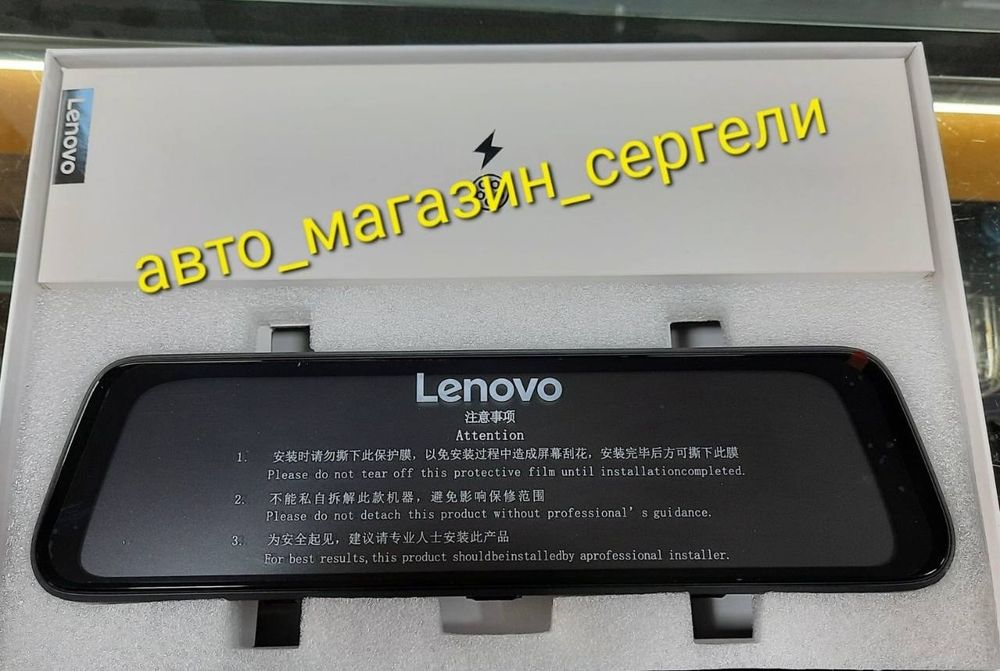 Lenovo
авто_магазин_сергели
Lenovo
注意事项
Attention
1. 安装时请勿撕下此保护膜，以免安装过程中造成屏幕刮花，安装完毕后方可撕下此膜
Please do not tear off this protective film until installationcompleted.
2. 不能私自拆解此款机器，避免影响保修范围
Please do not detach this product without professional's guidance.
3. 为安全起见，建议请专业人士安装此产品
For best results,this product shouldbeinstalledby aprofessional installer.